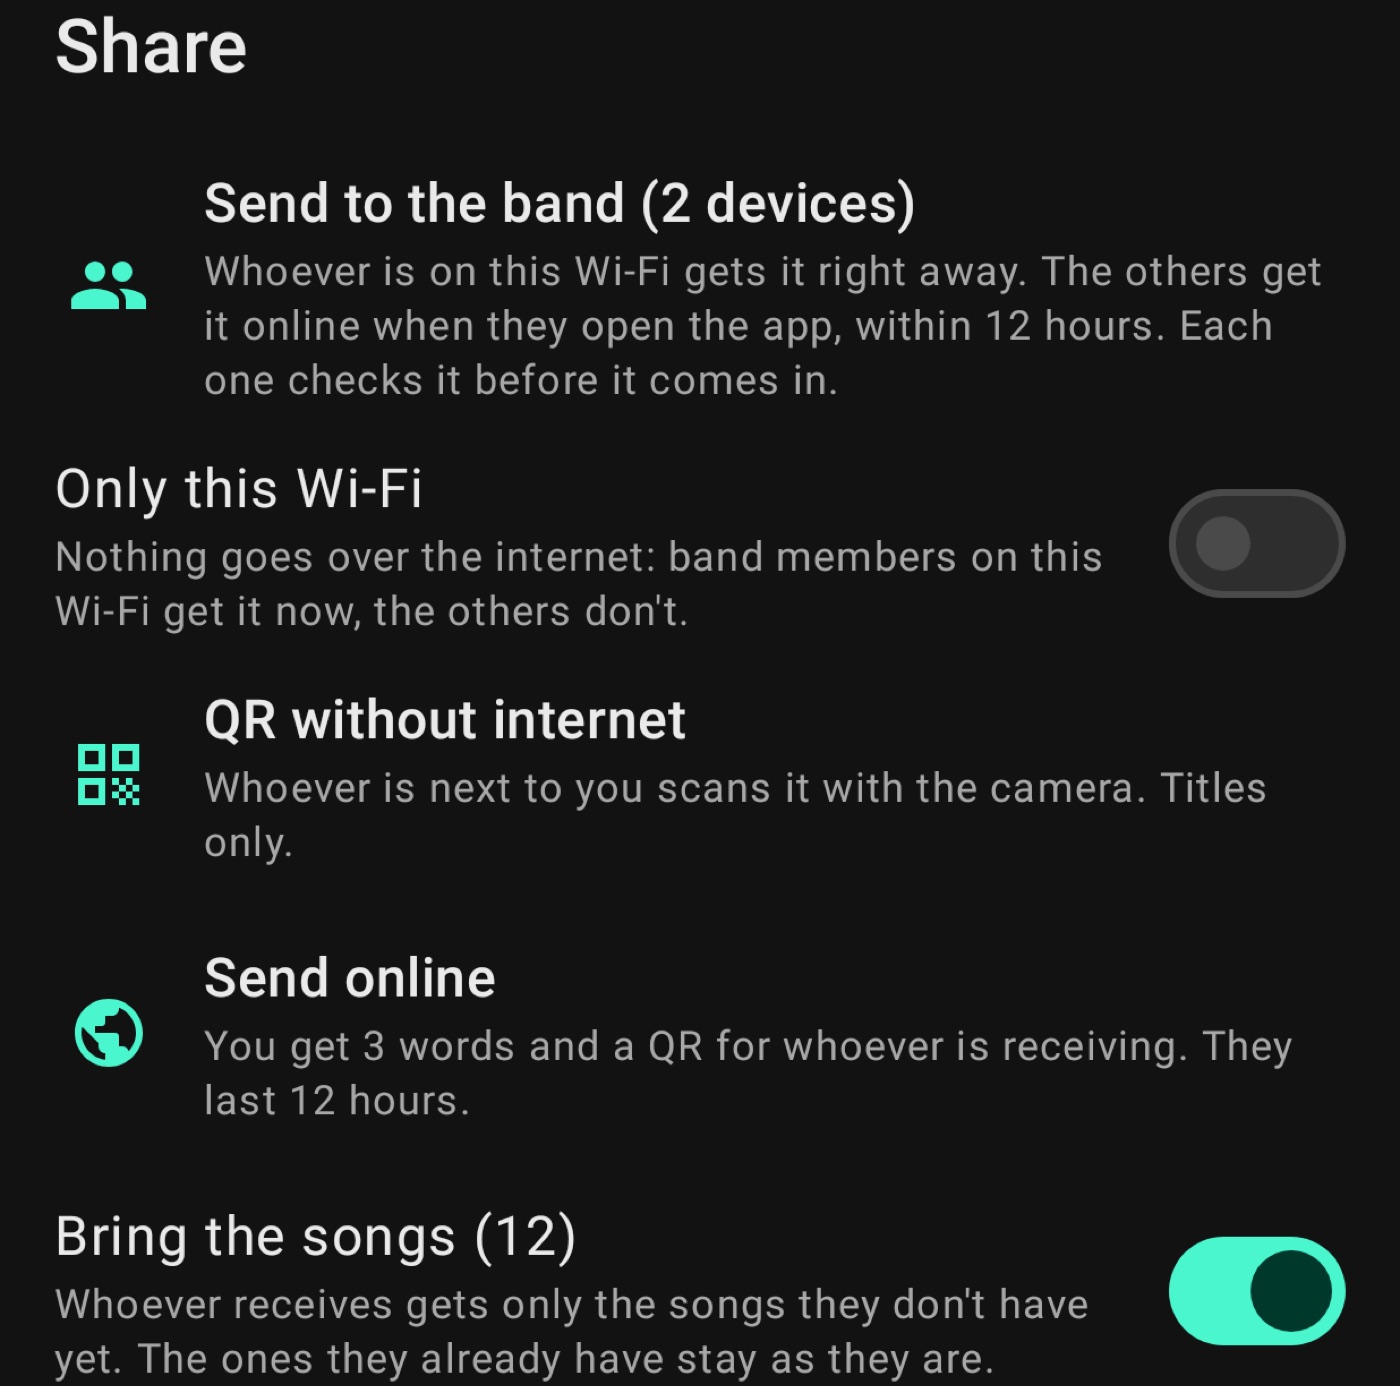 Share
Send to the band (2 devices)
Whoever is on this Wi-Fi gets it right away. The others get
it online when they open the app, within 12 hours. Each
one checks it before it comes in.
Only this Wi-Fi
Nothing goes over the internet: band members on this
Wi-Fi get it now, the others don't.
QR without internet
Whoever is next to you scans it with the camera. Titles
only.
Send online
You get 3 words and a QR for whoever is receiving. They
last 12 hours.
Bring the songs (12)
Whoever receives gets only the songs they don't have
yet. The ones they already have stay as they are.